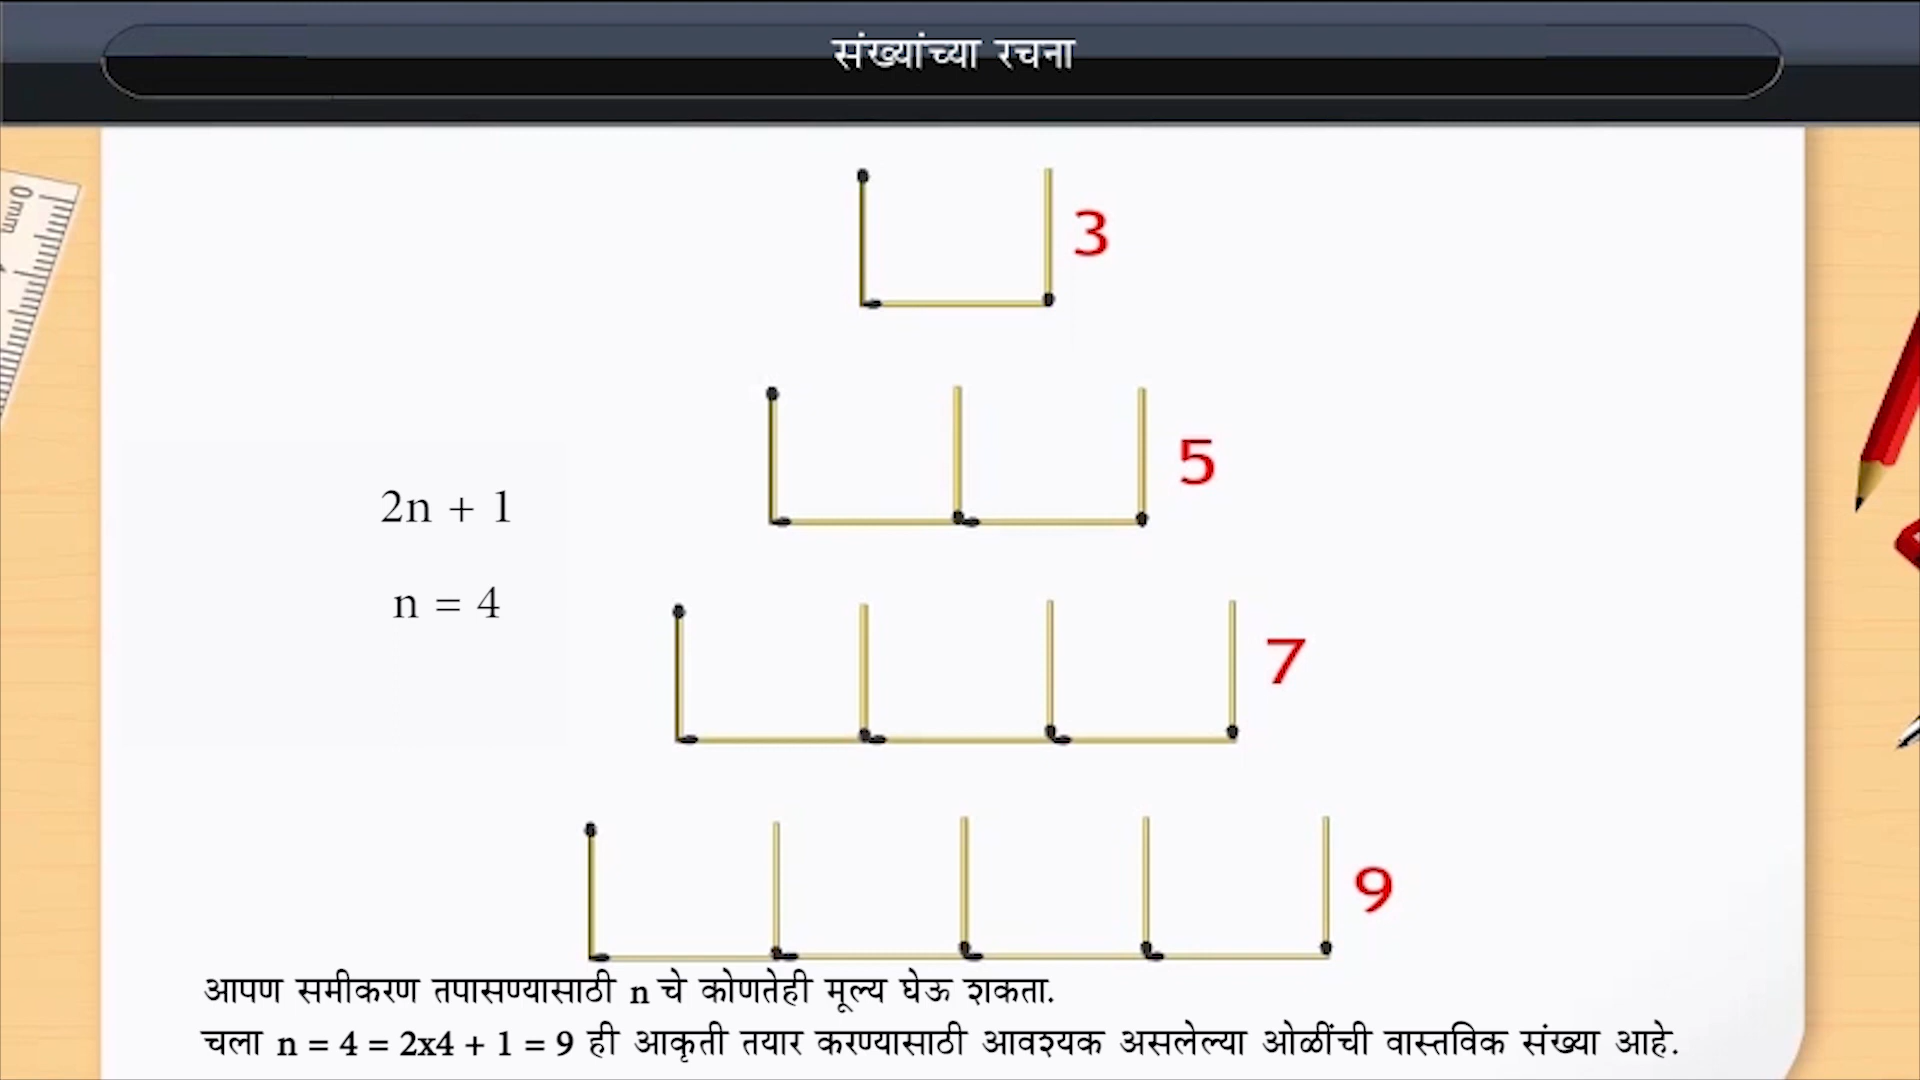 संख्यांच्या रचना
0mm
3
5
2n + 1
n = 4
7
9
आपण समीकरण तपासण्यासाठी n चे कोणतेही मूल्य घेऊ शकता.
चला n = 4 = 2x4 + 1 = 9 ही आकृती तयार करण्यासाठी आवश्यक असलेल्या ओळींची वास्तविक संख्या आहे.